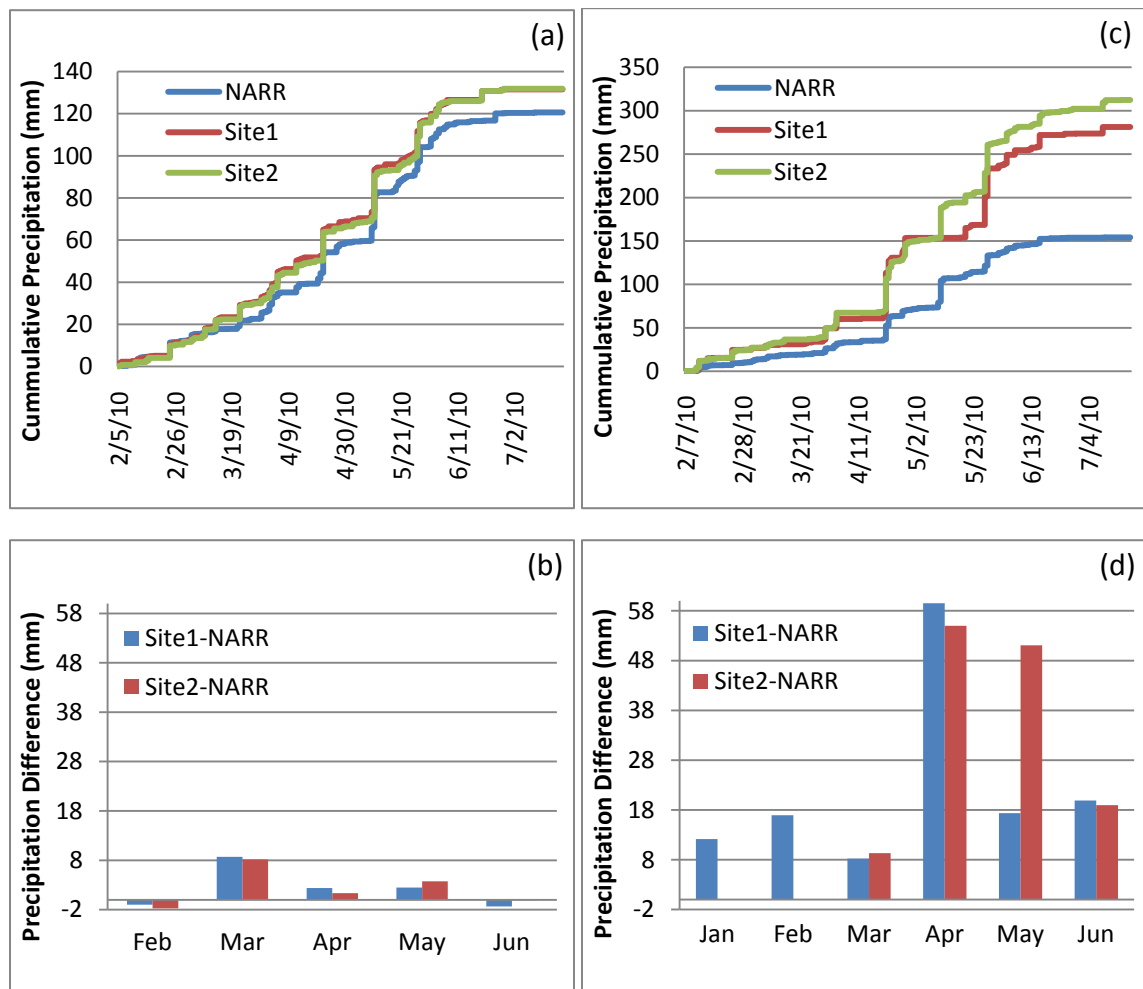 (a)
Cummulative Precipitation (mm)
140
120
100
80
60
40
20
0
NARR
Site1
Site2
2/5/10
2/26/10
3/19/10
4/9/10
4/30/10
5/21/10
6/11/10
7/2/10
(c)
Cummulative Precipitation (mm)
350
300
250
200
150
100
50
0
NARR
Site1
Site2
2/7/10
2/28/10
3/21/10
4/11/10
5/2/10
5/23/10
6/13/10
7/4/10
(b)
Precipitation Difference (mm)
58
48
38
28
18
8
-2
Site1-NARR
Site2-NARR
Feb
Mar
Apr
May
Jun
(d)
Precipitation Difference (mm)
58
48
38
28
18
8
-2
Site1-NARR
Site2-NARR
Jan
Feb
Mar
Apr
May
Jun